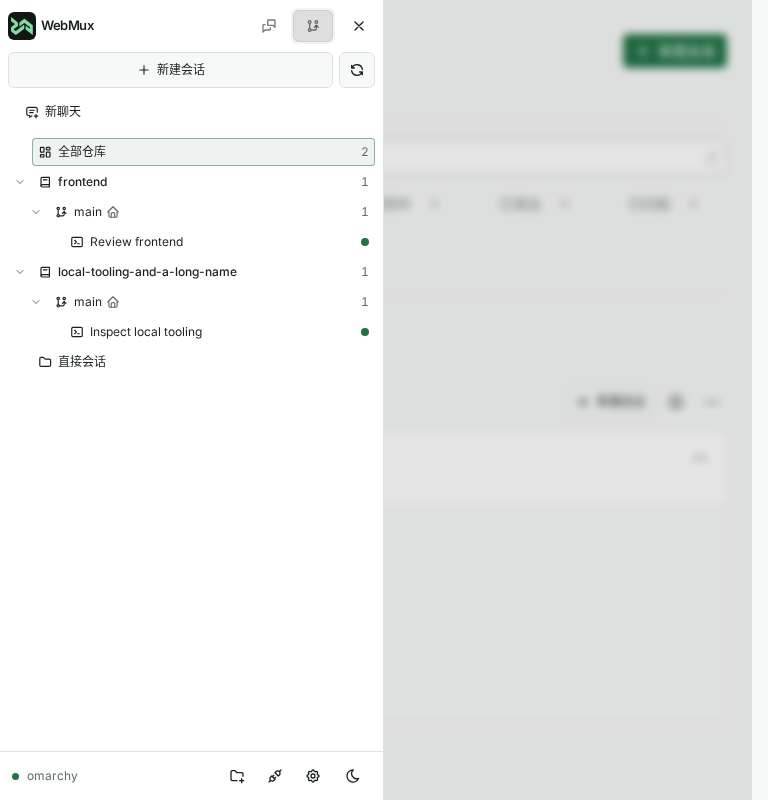 WebMux
新建会话
新聊天
全部仓库 2
frontend 1
main 1
Review frontend
local-tooling-and-a-long-name 1
main 1
Inspect local tooling
直接会话
omarchy